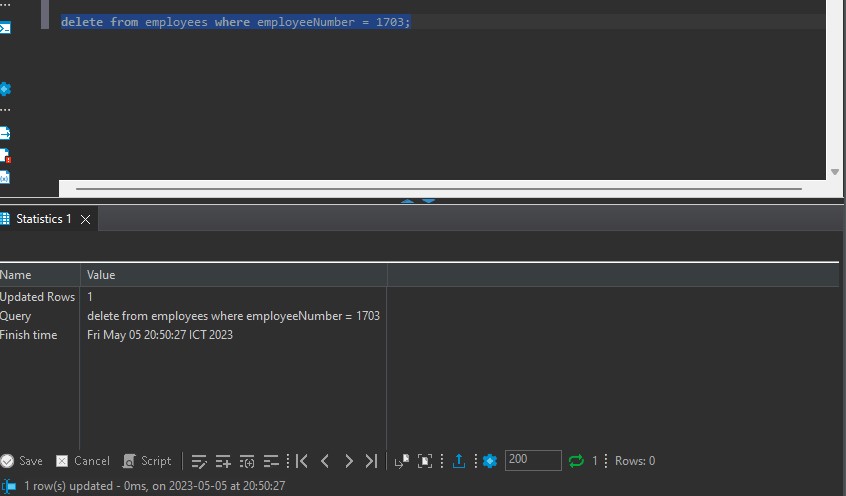 delete from employees where employeeNumber = 1703;
Statistics 1
Name Value
Updated Rows 1
Query delete from employees where employeeNumber = 1703
Finish time Fri May 05 20:50:27 ICT 2023
Save Cancel Script 200 1 Rows: 0
1 row(s) updated - 0ms, on 2023-05-05 at 20:50:27